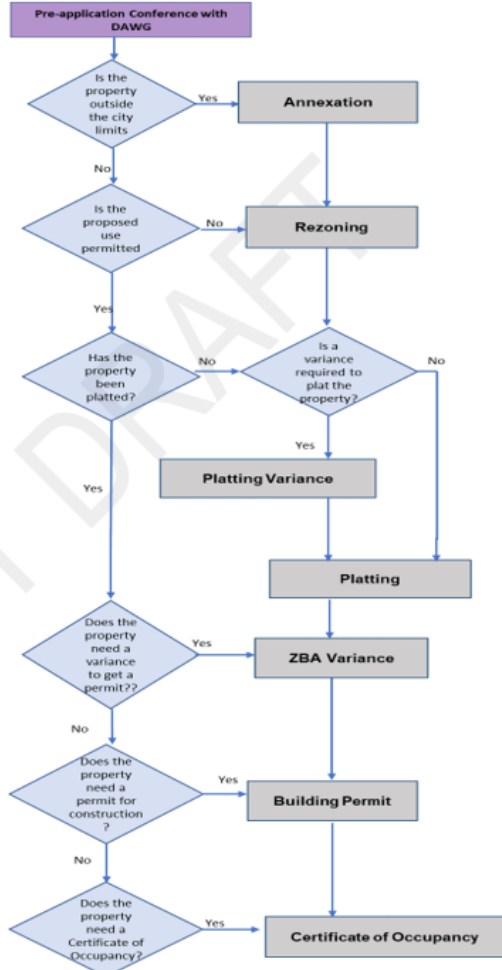 Pre-application Conference with
DAWG
Is the
property
outside
the city
limits
Yes
Annexation
No
Is the
proposed
use
permitted
No
Rezoning
Yes
Has the
property
been
platted?
No
Is a
variance
required to
plat the
property?
No
Yes
Yes
Platting Variance
Platting
Does the
property
need a
variance
to get a
permit??
Yes
ZBA Variance
No
Does the
property
need a
permit for
construction
?
Yes
Building Permit
No
Does the
property
need a
Certificate of
Occupancy?
Yes
Certificate of Occupancy
DRAFT